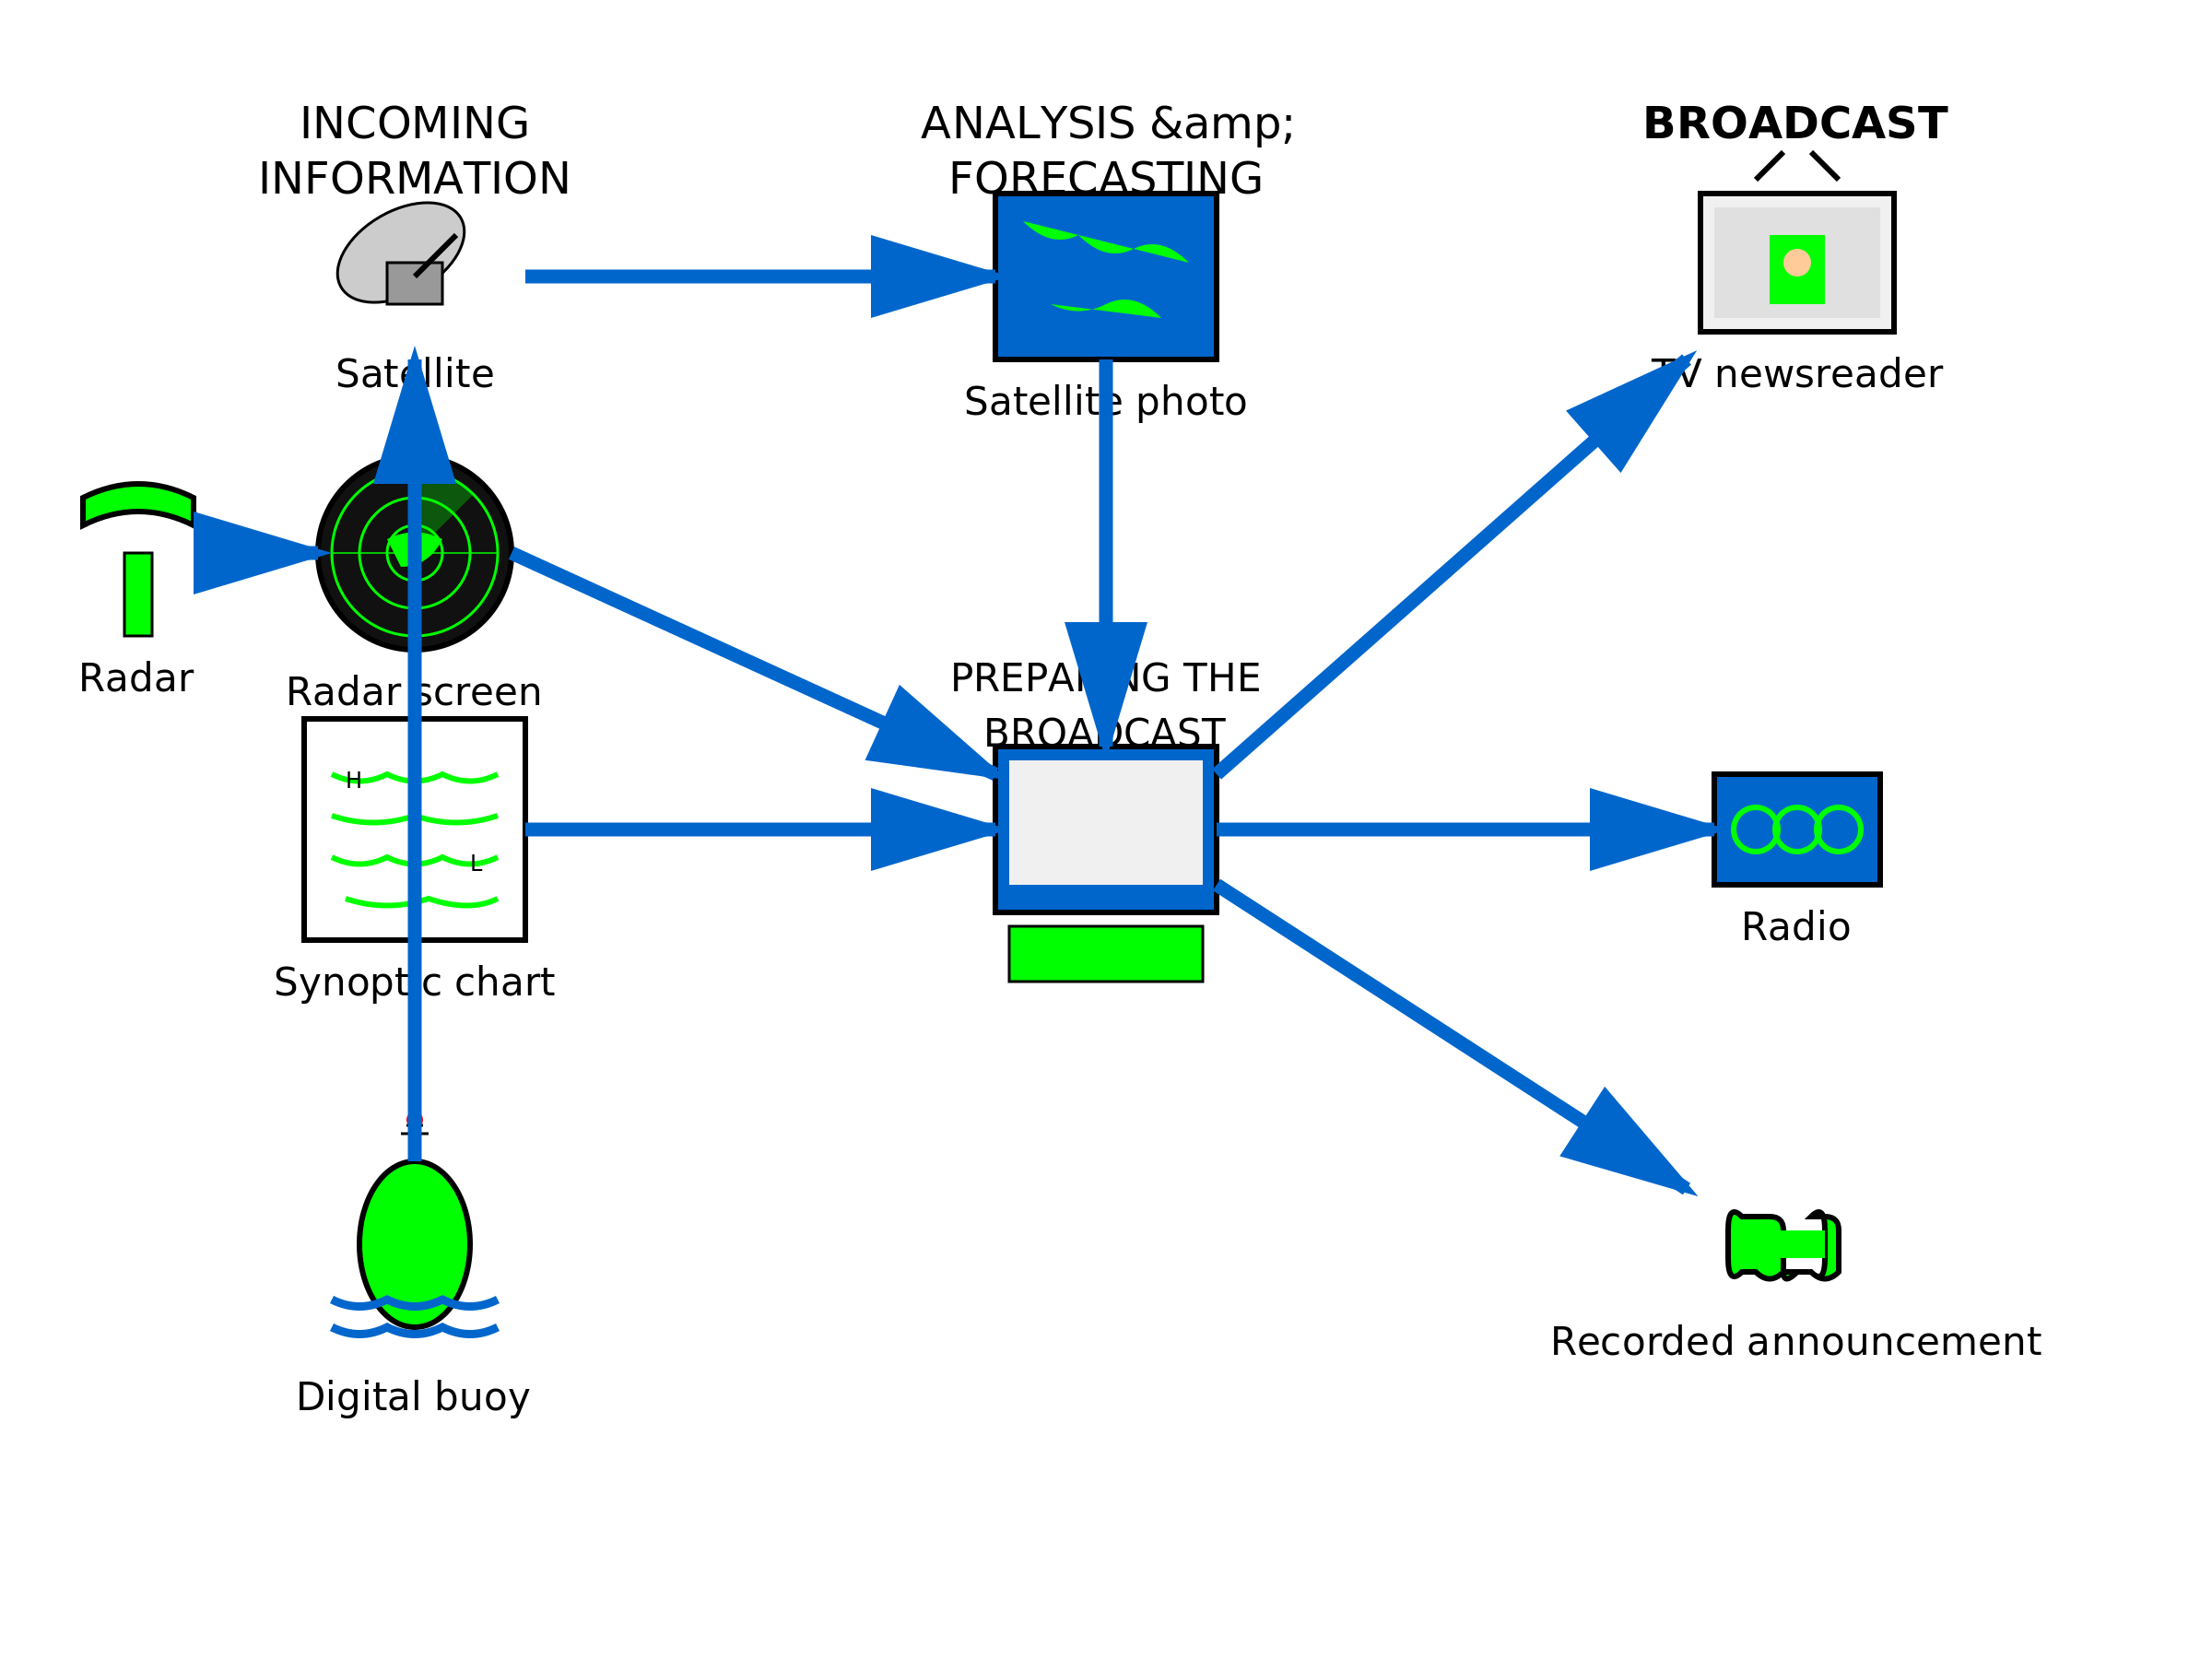 INCOMING
INFORMATION
ANALYSIS &amp;
FORECASTING
BROADCAST
Satellite
Satellite photo
TV newsreader
Radar
Radar screen
PREPARING THE
BROADCAST
H
L
Synoptic chart
Radio
Digital buoy
Recorded announcement